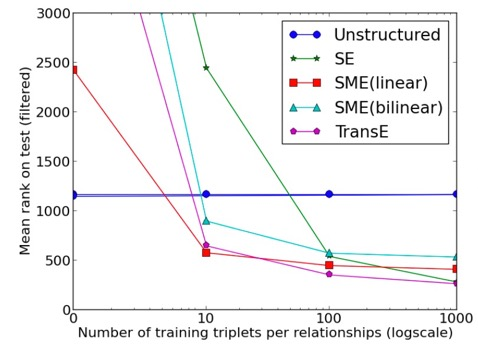 3000
2500
2000
1500
1000
500
0
Mean rank on test (filtered)
Unstructured
SE
SME(linear)
SME(bilinear)
TransE
0 10 100 1000
Number of training triplets per relationships (logscale)